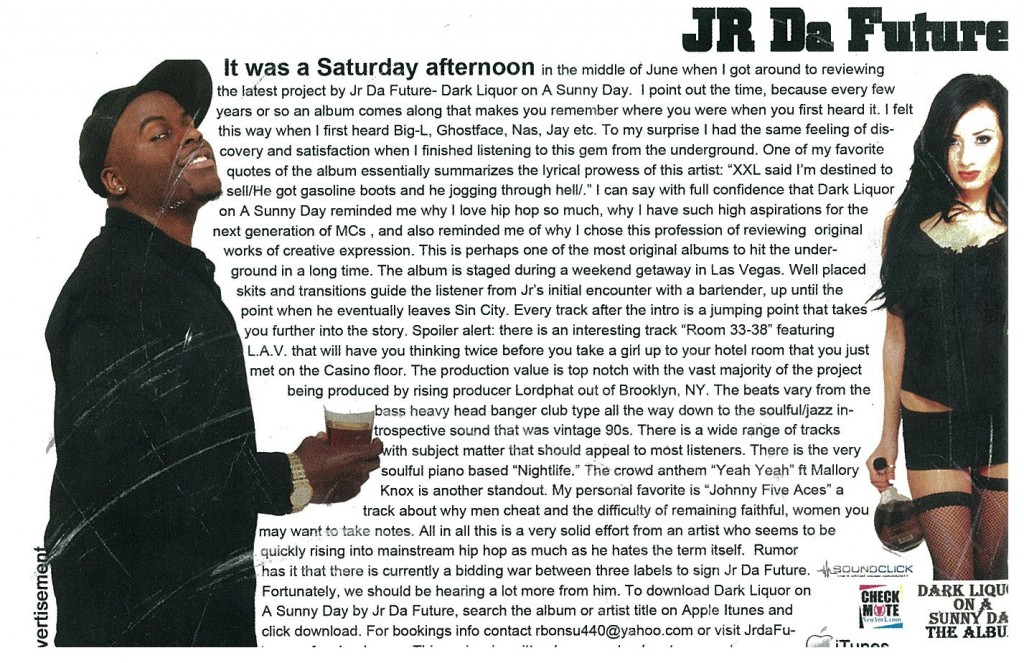 JR Da Future
It was a Saturday afternoon in the middle of June when I got around to reviewing
the latest project by Jr Da Future- Dark Liquor on A Sunny Day. I point out the time, because every few
years or so an album comes along that makes you remember where you were when you first heard it. I felt
this way when I first heard Big-L, Ghostface, Nas, Jay etc. To my surprise I had the same feeling of dis-
covery and satisfaction when I finished listening to this gem from the underground. One of my favorite
quotes of the album essentially summarizes the lyrical prowess of this artist: “XXL said I'm destined to
sell/He got gasoline boots and he jogging through hell/.” I can say with full confidence that Dark Liquor
on A Sunny Day reminded me why I love hip hop so much, why I have such high aspirations for the
next generation of MCs , and also reminded me of why I chose this profession of reviewing original
works of creative expression. This is perhaps one of the most original albums to hit the under-
ground in a long time. The album is staged during a weekend getaway in Las Vegas. Well placed
skits and transitions guide the listener from Jr's initial encounter with a bartender, up until the
point when he eventually leaves Sin City. Every track after the intro is a jumping point that takes
you further into the story. Spoiler alert: there is an interesting track “Room 33-38” featuring
L.A.V. that will have you thinking twice before you take a girl up to your hotel room that you just
met on the Casino floor. The production value is top notch with the vast majority of the project
being produced by rising producer Lordphat out of Brooklyn, NY. The beats vary from the
bass heavy head banger club type all the way down to the soulful/jazz in-
trospective sound that was vintage 90s. There is a wide range of tracks
with subject matter that should appeal to most listeners. There is the very
soulful piano based “Nightlife.” The crowd anthem “Yeah Yeah” ft Mallory
Knox is another standout. My personal favorite is “Johnny Five Aces” a
track about why men cheat and the difficulty of remaining faithful, women you
may want to take notes. All in all this is a very solid effort from an artist who seems to be
quickly rising into mainstream hip hop as much as he hates the term itself. Rumor
has it that there is currently a bidding war between three labels to sign Jr Da Future.
Fortunately, we should be hearing a lot more from him. To download Dark Liquor on
A Sunny Day by Jr Da Future, search the album or artist title on Apple Itunes and
click download. For bookings info contact rbonsu440@yahoo.com or visit JrdaFu-
vertisement
SOUNDCLICK
CHECK
MOTE
NewYork.com
DARK LIQU
ON A
SUNNY DA
THE ALBU
iTunes